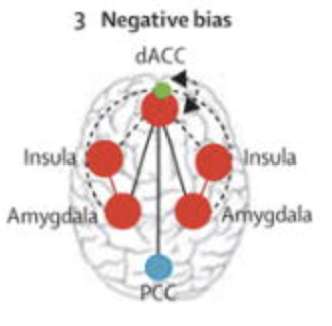 3 Negative bias
dACC
Insula Insula
Amygdala Amygdala
PCC